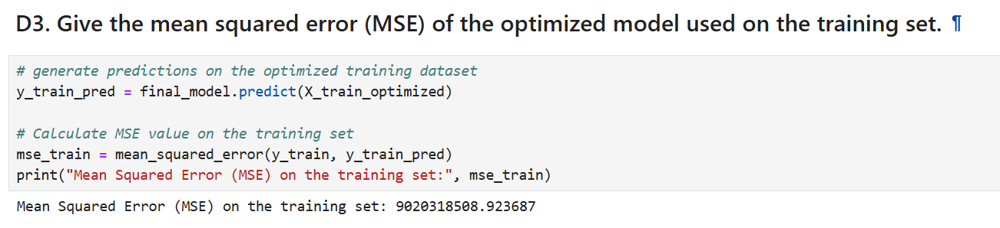 D3. Give the mean squared error (MSE) of the optimized model used on the training set. ¶
# generate predictions on the optimized training dataset
y_train_pred = final_model.predict(X_train_optimized)
# Calculate MSE value on the training set
mse_train = mean_squared_error(y_train, y_train_pred)
print("Mean Squared Error (MSE) on the training set:", mse_train)
Mean Squared Error (MSE) on the training set: 9020318508.923687